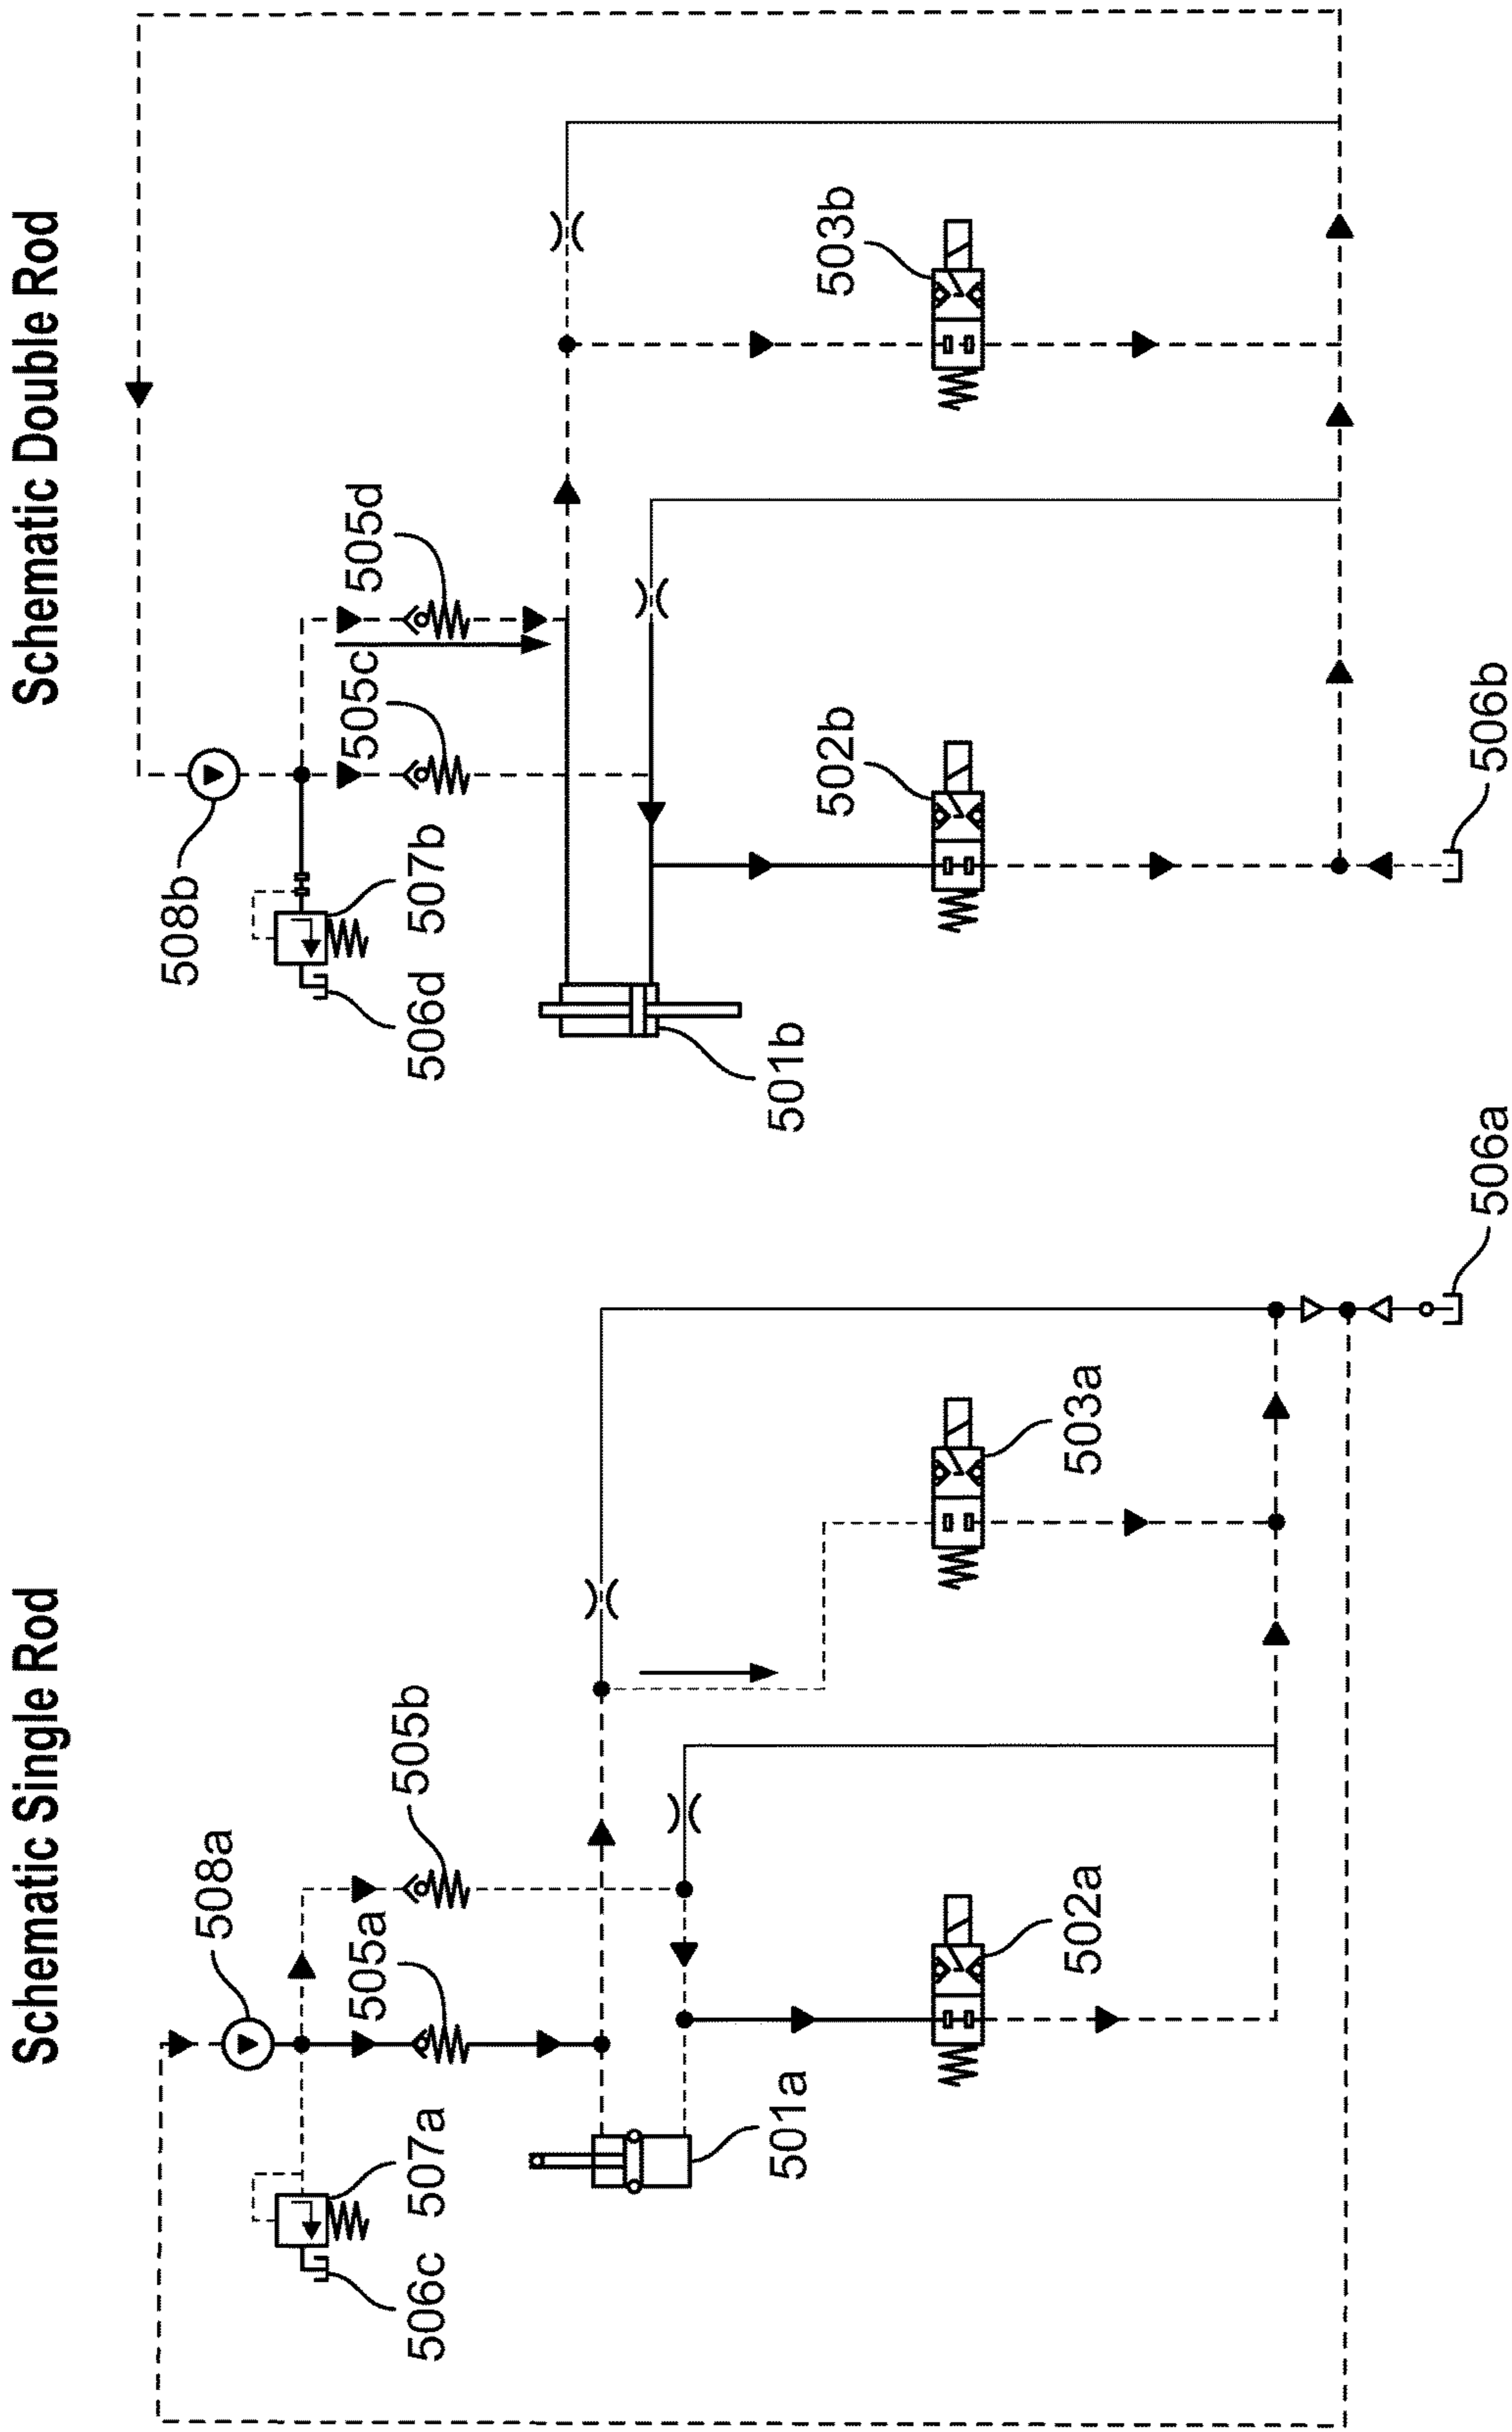 Schematic Single Rod
508a
505b
505a
507a
506c
501a
503a
502a
506a
Schematic Double Rod
505d
505c
508b
507b
506d
501b
503b
502b
506b